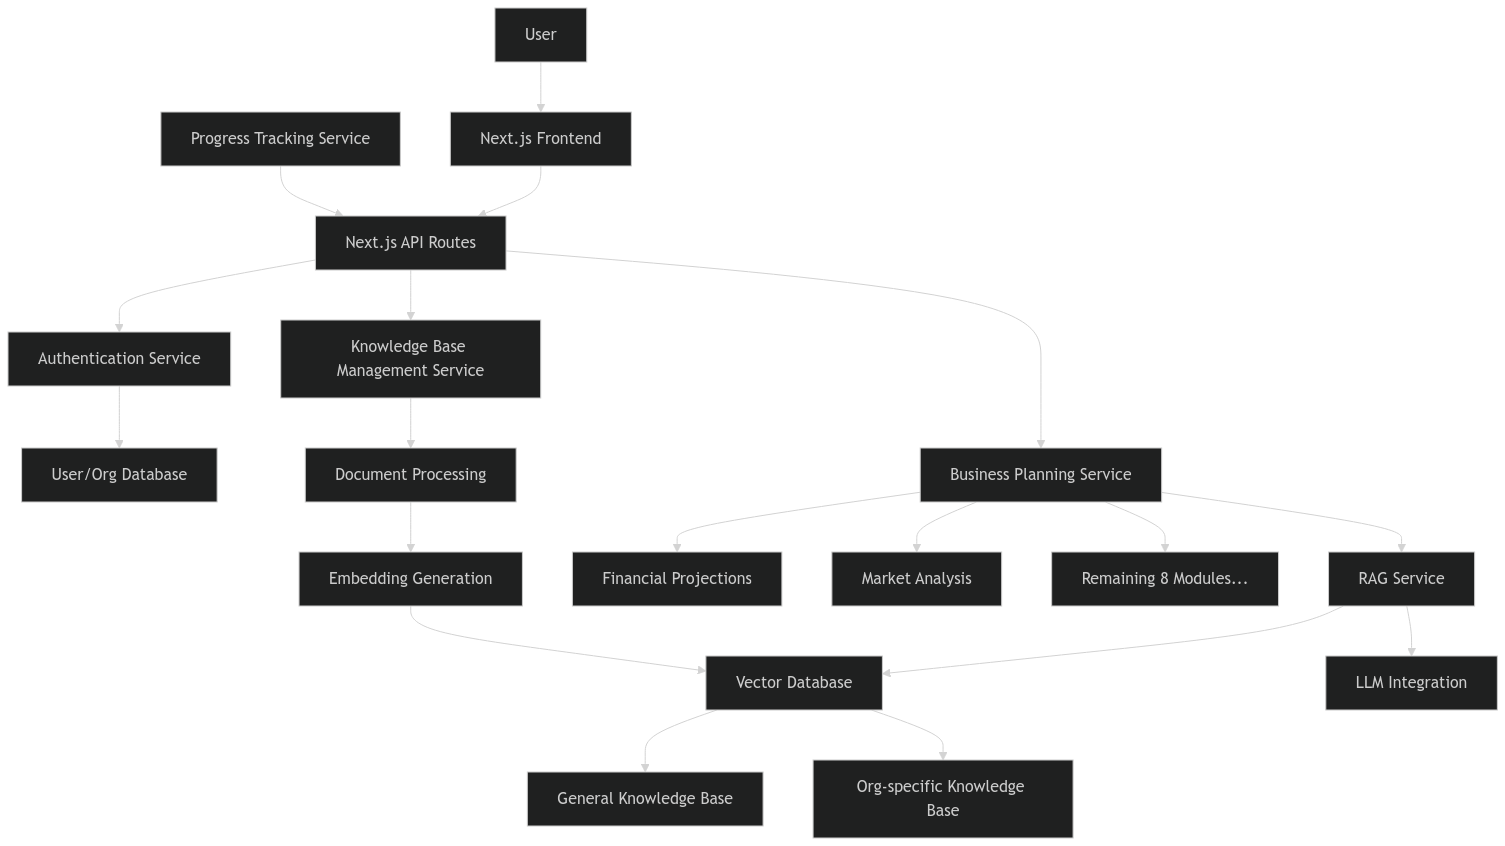 User
Progress Tracking Service
Next.js Frontend
Next.js API Routes
Authentication Service
Knowledge Base
Management Service
User/Org Database
Document Processing
Business Planning Service
Embedding Generation
Financial Projections
Market Analysis
Remaining 8 Modules...
RAG Service
Vector Database
LLM Integration
General Knowledge Base
Org-specific Knowledge
Base